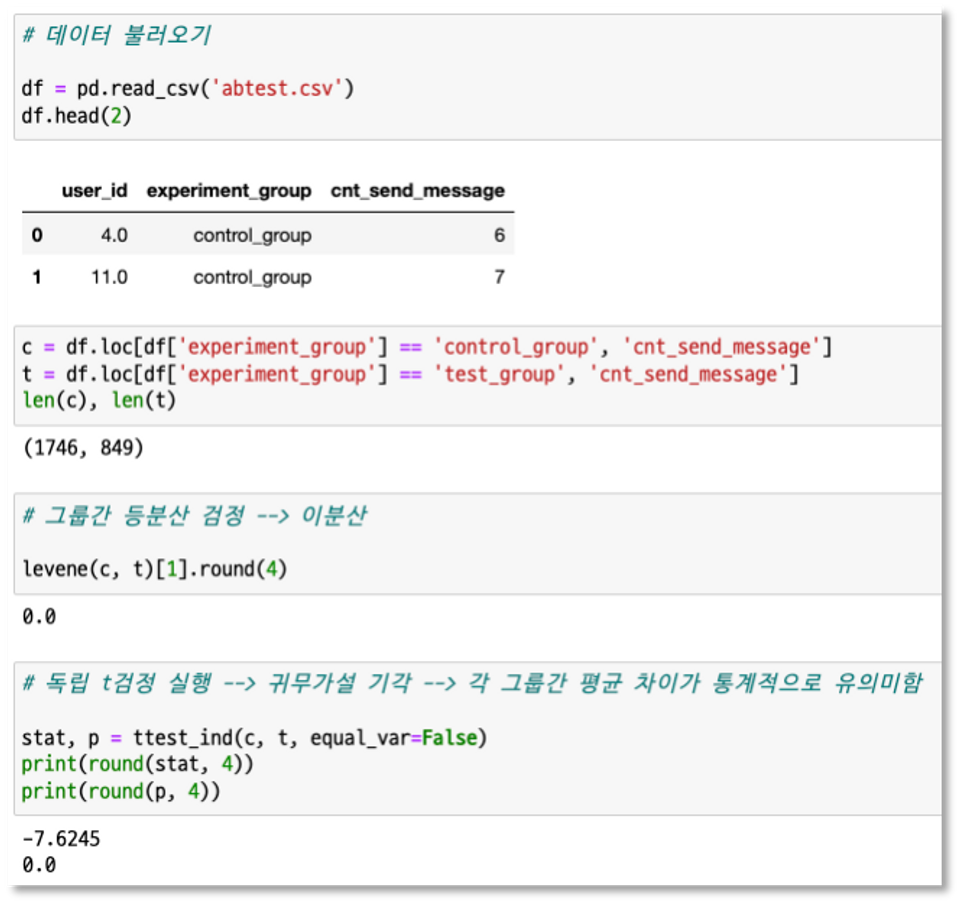 # 데이터 불러오기
df = pd.read_csv('abtest.csv')
df.head(2)
user_id experiment_group cnt_send_message
0 4.0 control_group 6
1 11.0 control_group 7
c = df.loc[df['experiment_group'] == 'control_group', 'cnt_send_message']
t = df.loc[df['experiment_group'] == 'test_group', 'cnt_send_message']
len(c), len(t)
(1746, 849)
# 그룹간 등분산 검정 --> 이분산
levene(c, t)[1].round(4)
0.0
# 독립 t검정 실행 --> 귀무가설 기각 --> 각 그룹간 평균 차이가 통계적으로 유의미함
stat, p = ttest_ind(c, t, equal_var=False)
print(round(stat, 4))
print(round(p, 4))
-7.6245
0.0